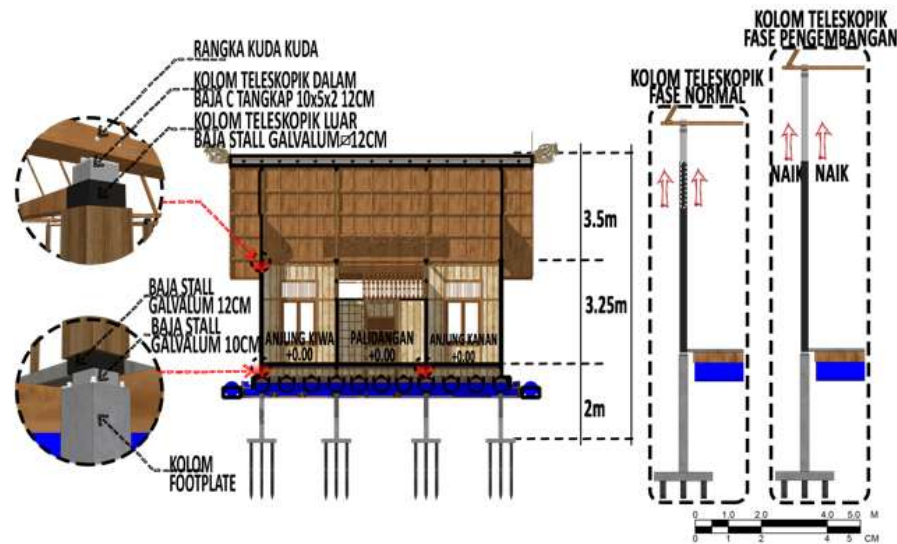 RANGKA KUDA KUDA
KOLOM TELESKOPIK DALAM
BAJA C TANGKAP 10x5x2 12CM
KOLOM TELESKOPIK LUAR
BAJA STALL GALVALUM⌀12CM
BAJA STALL
GALVALUM 12CM
BAJA STALL
GALVALUM 10CM
KOLOM
FOOTPLATE
ANJUNG KIWA
+0.00
PALIDANGAN
+0.00
ANJUNG KANAN
+0.00
3.5m
3.25m
2m
KOLOM TELESKOPIK
FASE NORMAL
KOLOM TELESKOPIK
FASE PENGEMBANGAN
NAIK NAIK
0 1.0 2.0 4.0 5.0 M
0 1 2 4 5 CM